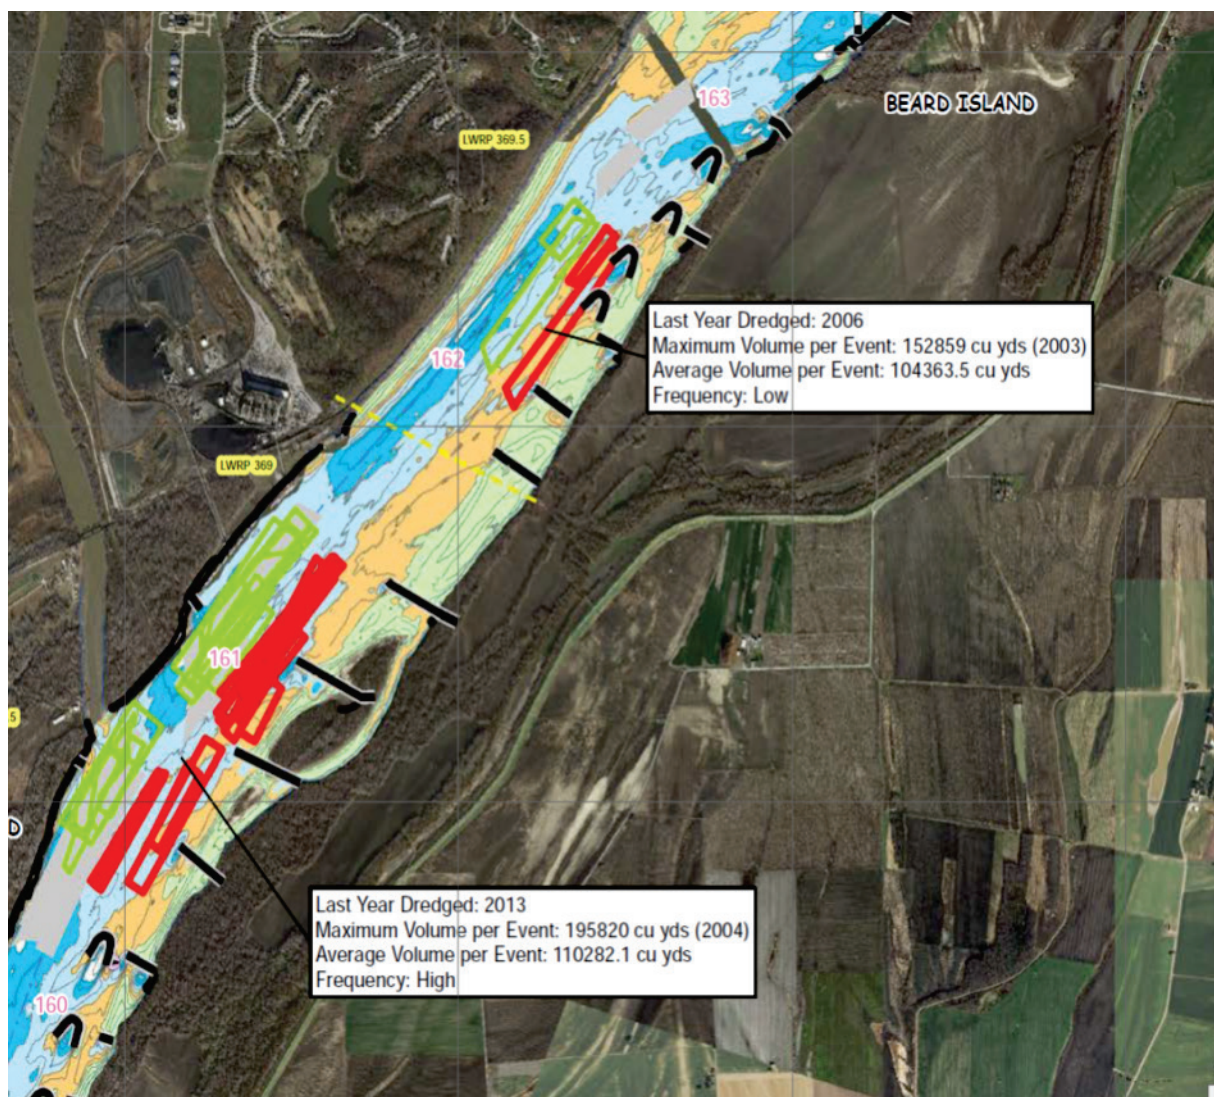 163
BEARD ISLAND
LWRP 369.5
Last Year Dredged: 2006
Maximum Volume per Event: 152859 cu yds (2003)
Average Volume per Event: 104363.5 cu yds
Frequency: Low
162
LWRP 369
161
5
D
Last Year Dredged: 2013
Maximum Volume per Event: 195820 cu yds (2004)
Average Volume per Event: 110282.1 cu yds
Frequency: High
160